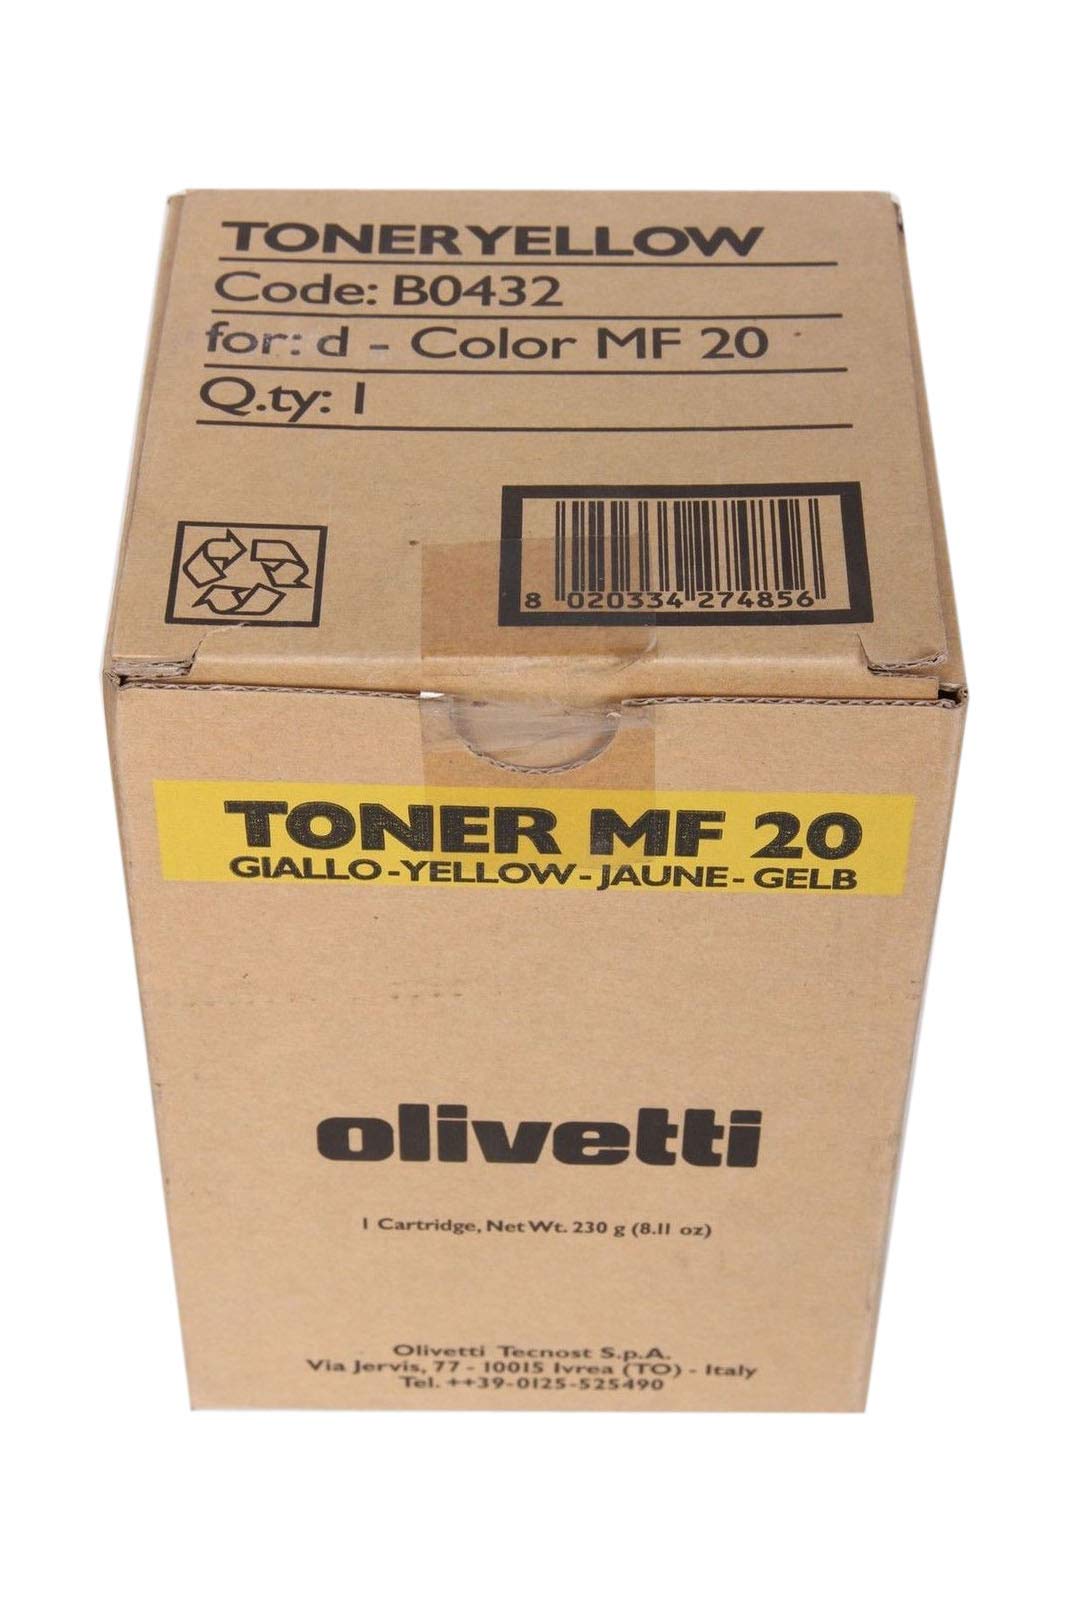 TONER YELLOW
Code: B0432
for: d - Color MF 20
Q.ty: 1
8 020334 274856
TONER MF 20
GIALLO - YELLOW - JAUNE - GELB
olivetti
1 Cartridge, Net Wt. 230 g (8.11 oz)
Olivetti Tecnost S.p.A.
Via Jervis, 77 - 10015 Ivrea (TO) - Italy
Tel. ++39-0125-525490